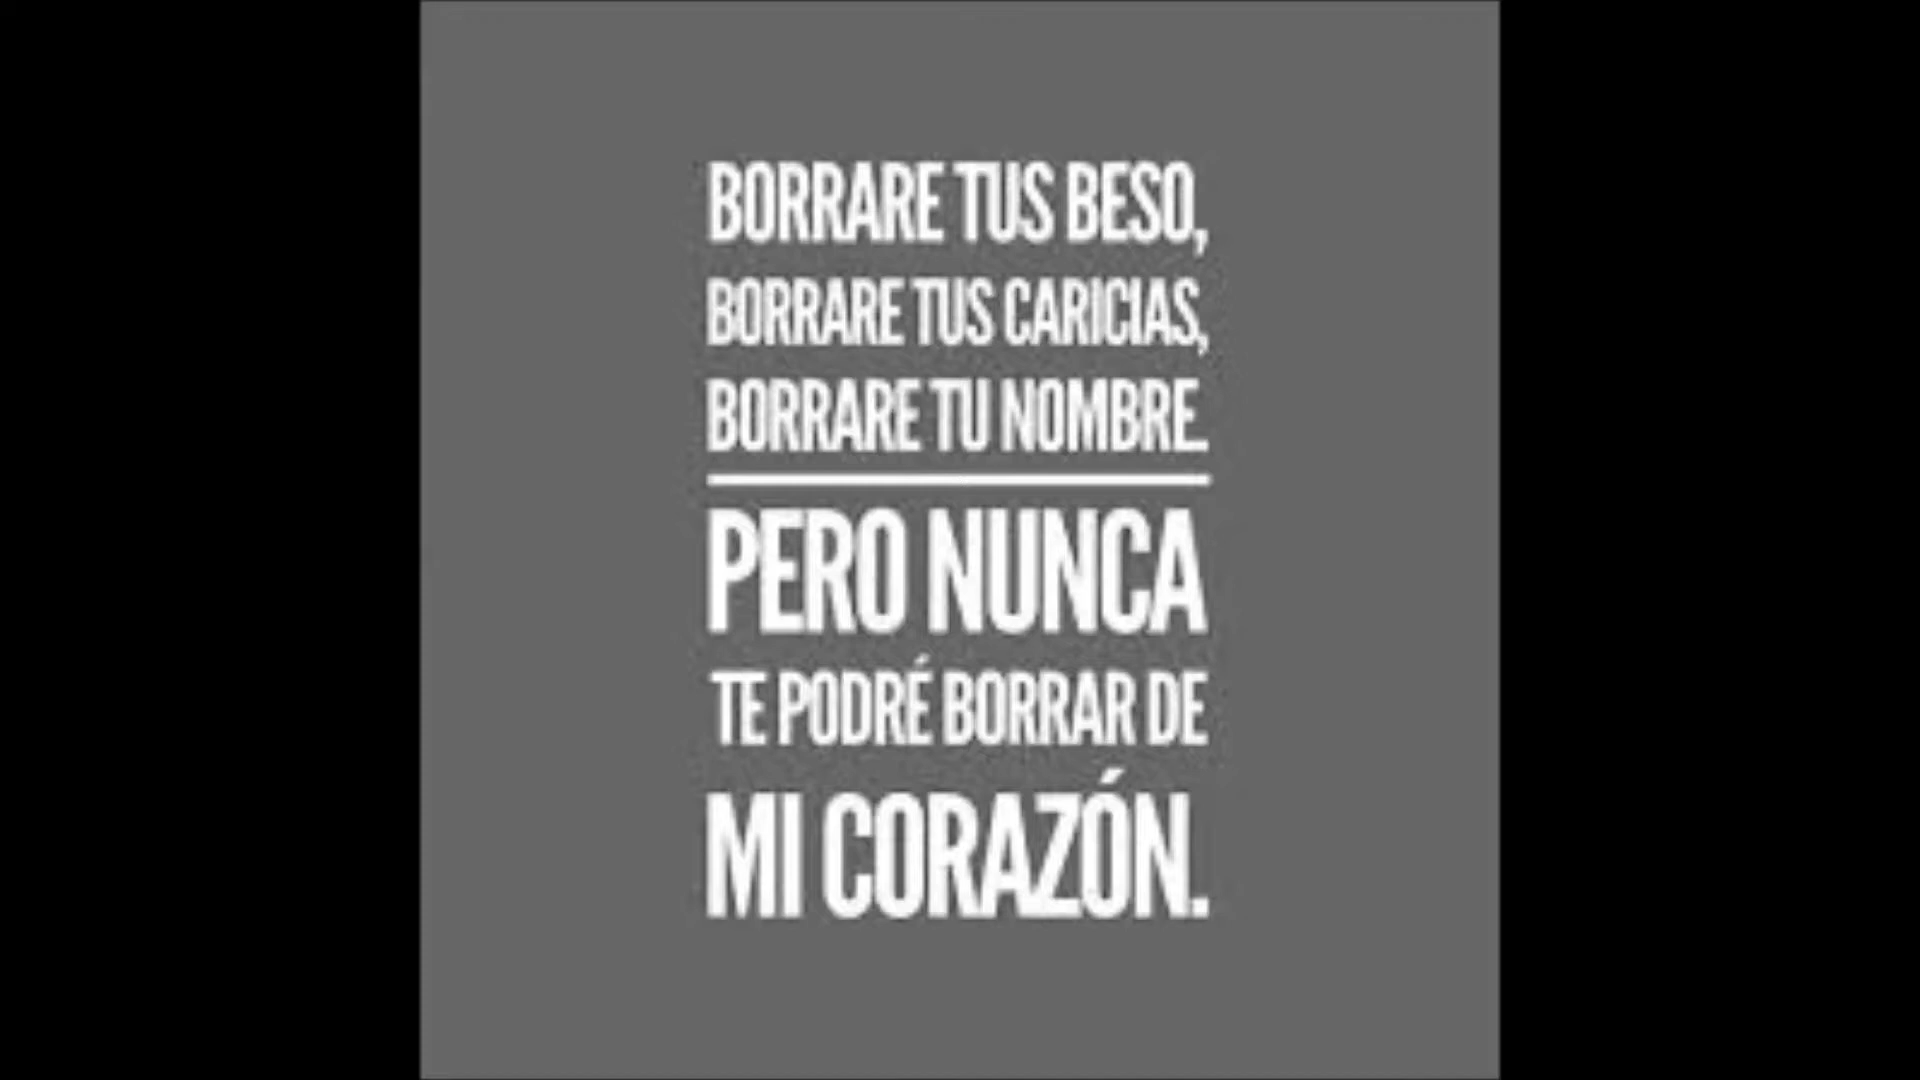 BORRARE TUS BESO,
BORRARE TUS CARICIAS,
BORRARE TU NOMBRE.
PERO NUNCA
TE PODRÉ BORRAR DE
MI CORAZÓN.